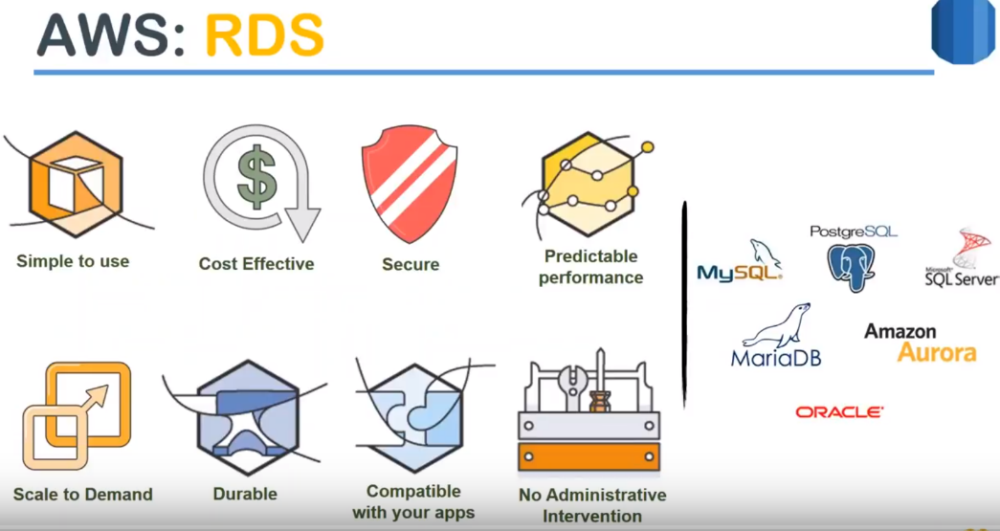 AWS: RDS
Simple to use
Cost Effective
Secure
Predictable
performance
Scale to Demand
Durable
Compatible
with your apps
No Administrative
Intervention
MySQL®
PostgreSQL
Microsoft®
SQL Server®
MariaDB
Amazon
Aurora
ORACLE®